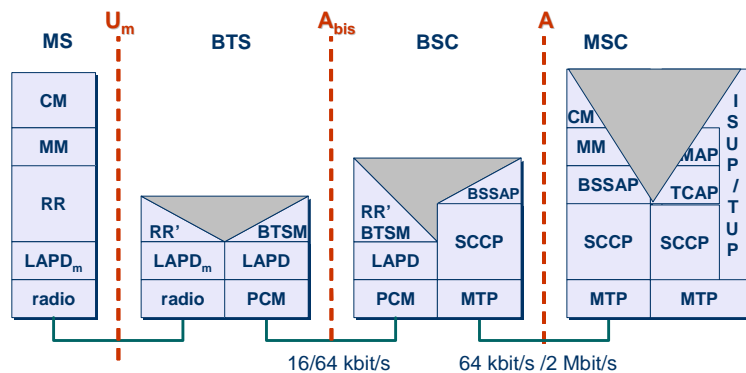 MS
Um
BTS
Abis
BSC
A
MSC
CM
MM
RR
LAPDm
radio
RR'
BTSM
LAPDm
LAPD
radio
PCM
RR'
BTSM
BSSAP
LAPD
SCCP
PCM
MTP
CM
MM
MAP
BSSAP
TCAP
SCCP
SCCP
ISUP/TUP
MTP
MTP
16/64 kbit/s
64 kbit/s /2 Mbit/s